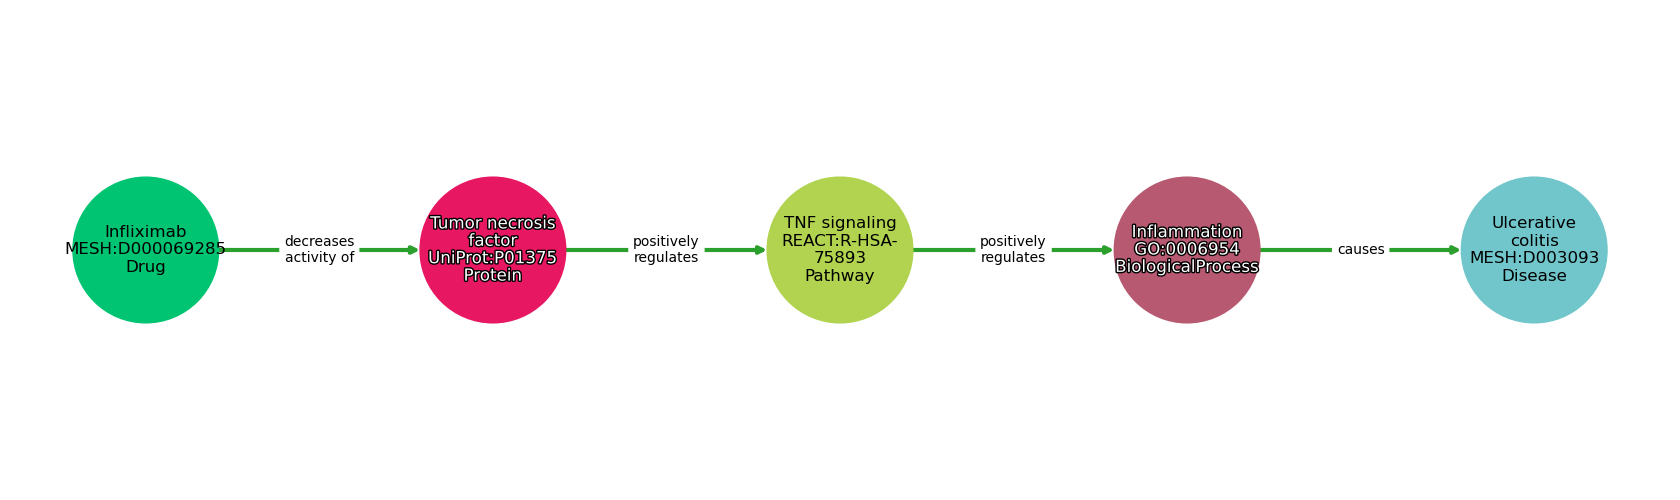 Infliximab
MESH:D000069285
Drug
decreases
activity of
Tumor necrosis
factor
UniProt:P01375
Protein
positively
regulates
TNF signaling
REACT:R-HSA-
75893
Pathway
positively
regulates
Inflammation
GO:0006954
BiologicalProcess
causes
Ulcerative
colitis
MESH:D003093
Disease